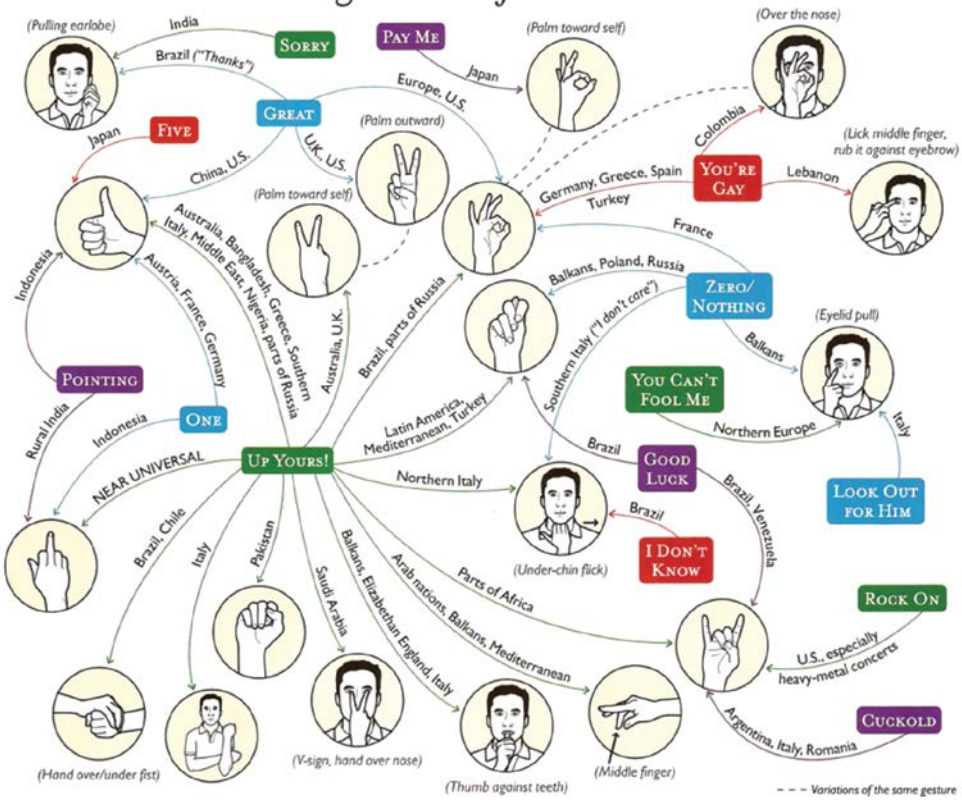 (Pulling earlobe)
India
SORRY
PAY ME
(Palm toward self)
(Over the nose)
Brazil ("Thanks")
Japan
Europe, U.S.
GREAT
(Palm outward)
Colombia
(Lick middle finger,
rub it against eyebrow)
Japan
FIVE
China, U.S.
U.K., U.S.
(Palm toward self)
Germany, Greece, Spain
Turkey
YOU'RE
GAY
Lebanon
Indonesia
Australia, Bangladesh, Greece, Southern
Italy, Middle East, Nigeria, parts of Russia
Austria, France, Germany
Australia, U.K.
Brazil, parts of Russia
France
Balkans, Poland, Russia
ZERO/
NOTHING
Southern Italy ("I don't care")
Balkans
(Eyelid pull)
POINTING
Rural India
Indonesia
ONE
YOU CAN'T
FOOL ME
Northern Europe
Italy
Latin America,
Mediterranean, Turkey
NEAR UNIVERSAL
UP YOURS!
Northern Italy
Brazil
GOOD
LUCK
Brazil, Venezuela
LOOK OUT
FOR HIM
Brazil
I DON'T
KNOW
(Under-chin flick)
Brazil, Chile
Italy
Pakistan
Saudi Arabia
Balkans, Elizabethan England, Italy
Arab nations, Balkans, Mediterranean
Parts of Africa
ROCK ON
U.S., especially
heavy-metal concerts
CUCKOLD
Argentina, Italy, Romania
(Hand over/under fist)
(V-sign, hand over nose)
(Thumb against teeth)
(Middle finger)
--- Variations of the same gesture